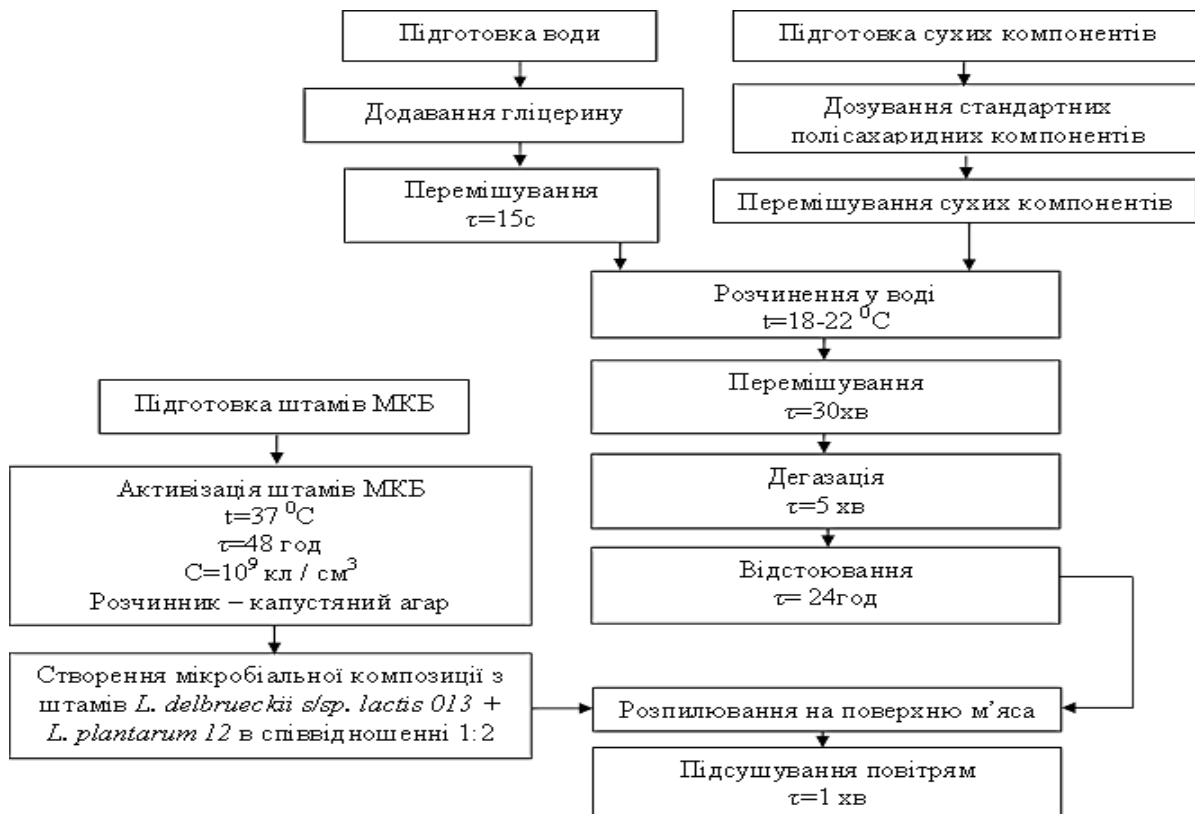 Підготовка води
Підготовка сухих компонентів
Додавання гліцерину
Дозування стандартних
полісахаридних компонентів
Перемішування
τ=15с
Перемішування сухих компонентів
Розчинення у воді
t=18-22 ⁰C
Перемішування
τ=30хв
Підготовка штамів МКБ
Дегазація
τ=5 хв
Активізація штамів МКБ
t=37 ⁰C
τ=48 год
C=10⁹ кл / см³
Розчинник – капустяний агар
Відстоювання
τ= 24год
Створення мікробіальної композиції з
штамів L. delbrueckii s/sp. lactis 013 +
L. plantarum 12 в співвідношенні 1:2
Розпилювання на поверхню м’яса
Підсушування повітрям
τ=1 хв